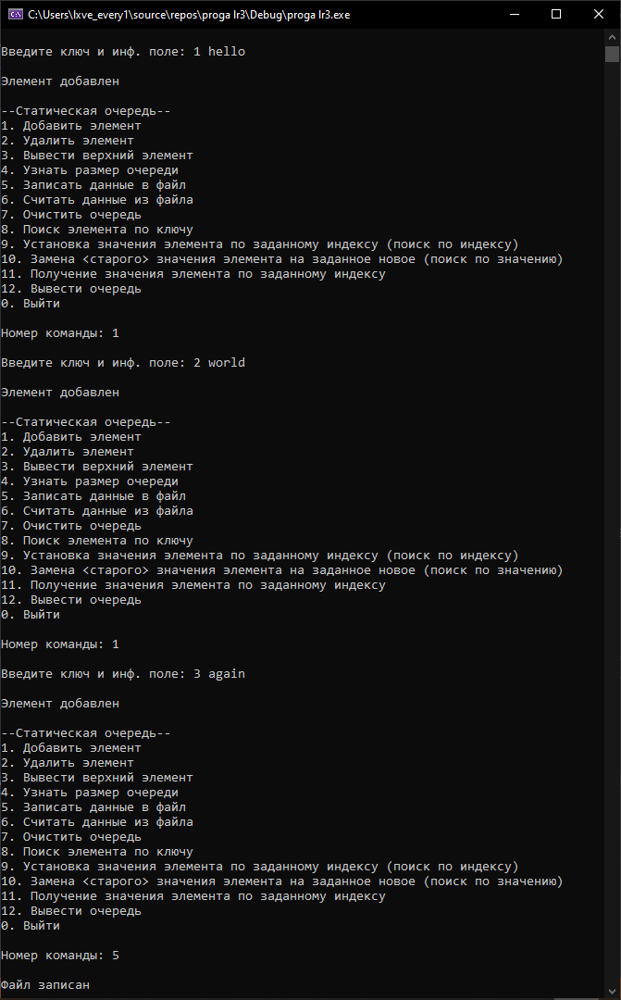 C:\Users\lxve_every1\source\repos\proga lr3\Debug\proga lr3.exe
Введите ключ и инф. поле: 1 hello
Элемент добавлен
--Статическая очередь--
1. Добавить элемент
2. Удалить элемент
3. Вывести верхний элемент
4. Узнать размер очереди
5. Записать данные в файл
6. Считать данные из файла
7. Очистить очередь
8. Поиск элемента по ключу
9. Установка значения элемента по заданному индексу (поиск по индексу)
10. Замена <старого> значения элемента на заданное новое (поиск по значению)
11. Получение значения элемента по заданному индексу
12. Вывести очередь
0. Выйти
Номер команды: 1
Введите ключ и инф. поле: 2 world
Элемент добавлен
--Статическая очередь--
1. Добавить элемент
2. Удалить элемент
3. Вывести верхний элемент
4. Узнать размер очереди
5. Записать данные в файл
6. Считать данные из файла
7. Очистить очередь
8. Поиск элемента по ключу
9. Установка значения элемента по заданному индексу (поиск по индексу)
10. Замена <старого> значения элемента на заданное новое (поиск по значению)
11. Получение значения элемента по заданному индексу
12. Вывести очередь
0. Выйти
Номер команды: 1
Введите ключ и инф. поле: 3 again
Элемент добавлен
--Статическая очередь--
1. Добавить элемент
2. Удалить элемент
3. Вывести верхний элемент
4. Узнать размер очереди
5. Записать данные в файл
6. Считать данные из файла
7. Очистить очередь
8. Поиск элемента по ключу
9. Установка значения элемента по заданному индексу (поиск по индексу)
10. Замена <старого> значения элемента на заданное новое (поиск по значению)
11. Получение значения элемента по заданному индексу
12. Вывести очередь
0. Выйти
Номер команды: 5
Файл записан